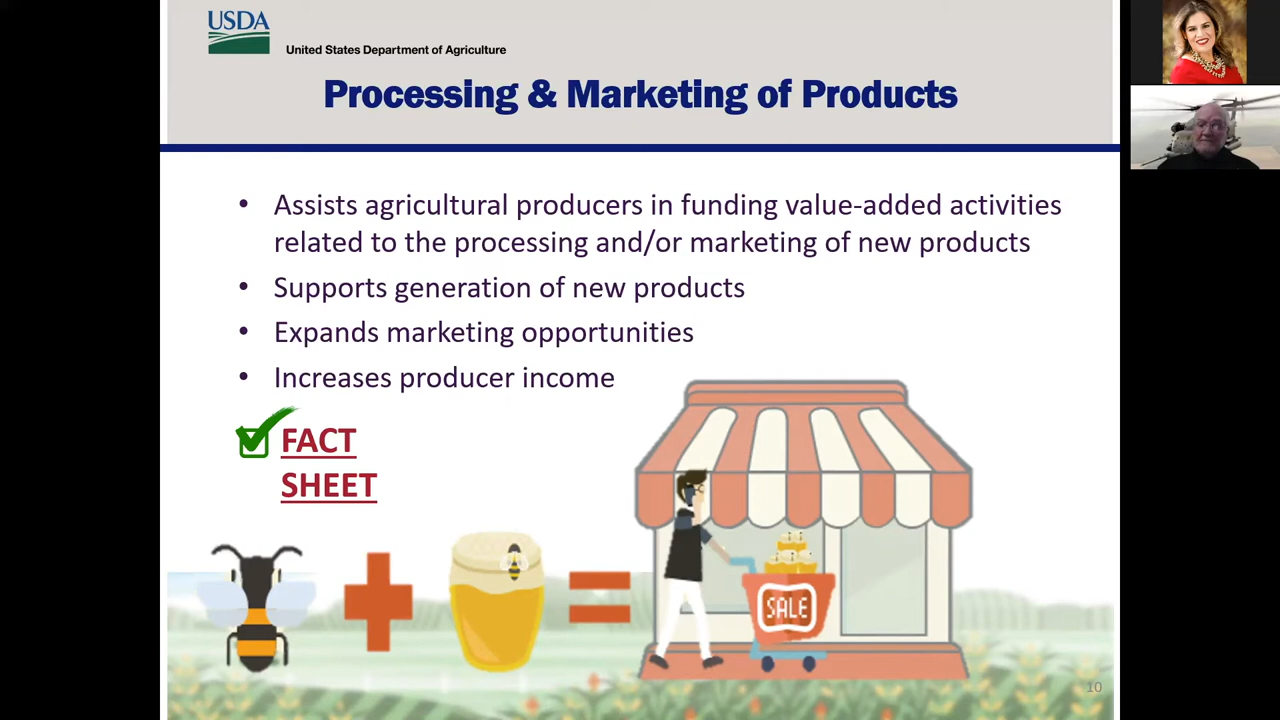 USDA
United States Department of Agriculture
Processing & Marketing of Products
• Assists agricultural producers in funding value-added activities
related to the processing and/or marketing of new products
• Supports generation of new products
• Expands marketing opportunities
• Increases producer income
FACT
SHEET
SALE
10